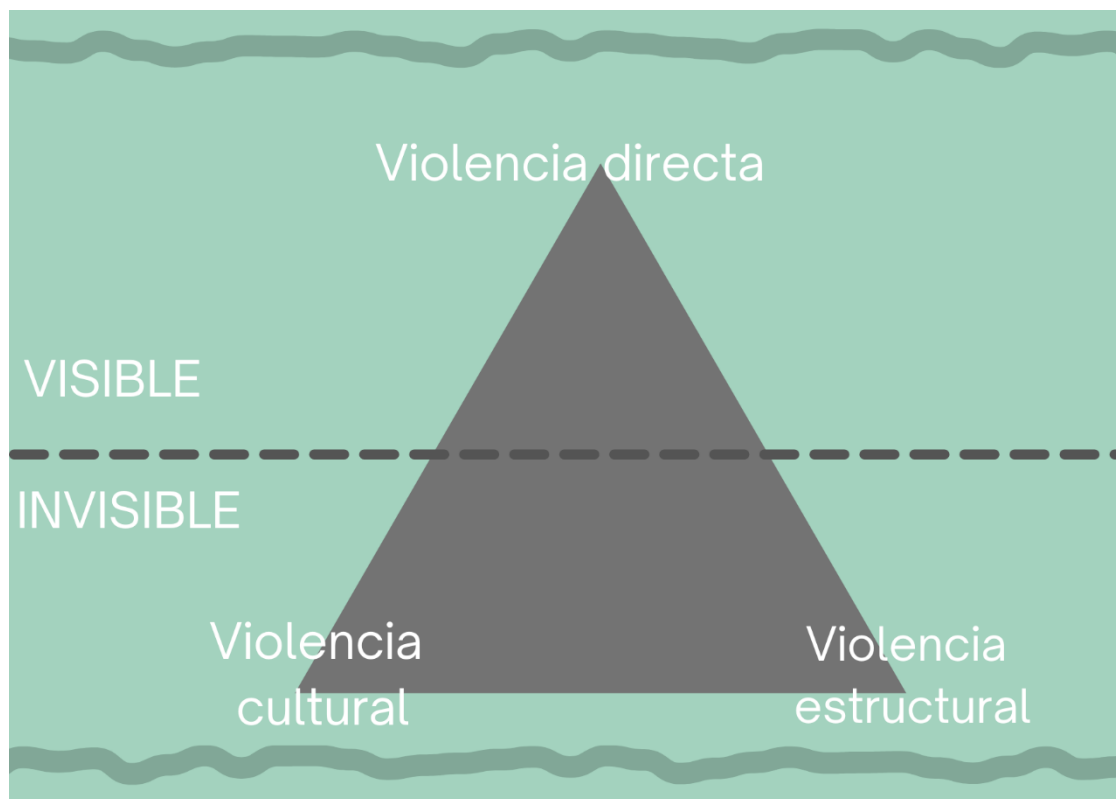 Violencia directa
VISIBLE
INVISIBLE
Violencia
cultural
Violencia
estructural